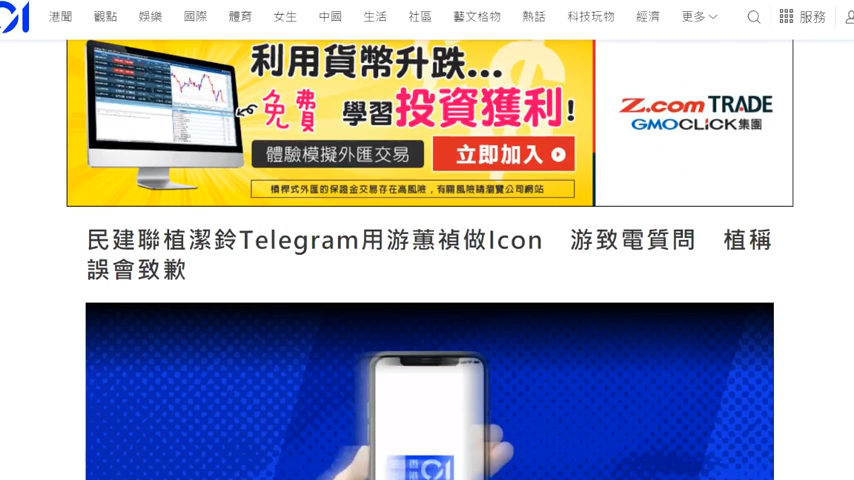 01
港聞 觀點 娛樂 國際 體育 女生 中國 生活 社區 藝文格物 熱話 科技玩物 經濟 更多 服務
利用貨幣升跌...
免費 學習投資獲利!
體驗模擬外匯交易 立即加入
槓桿式外匯的保證金交易存在高風險，有關風險請瀏覽公司網站
Z.com TRADE
GMOCLICK集團
民建聯植潔鈴Telegram用游蕙禎做Icon 游致電質問 植稱
誤會致歉
香港01